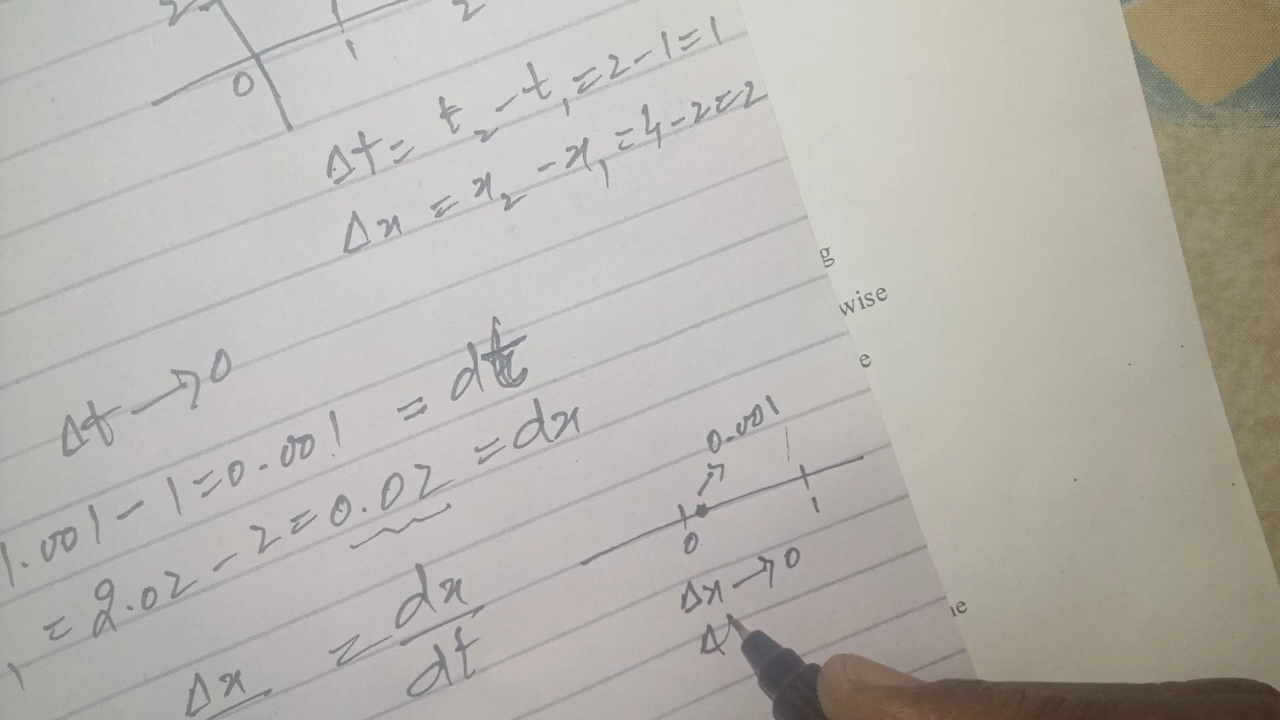 2 2
0 1
Δt = t₂ - t₁ = 2 - 1 = 1
Δx = x₂ - x₁ = 4 - 2 = 2
g
wise
e
Δt → 0
1.001 - 1 = 0.001 = dt
= 2.02 - 2 = 0.02 = dx
0.001
0 1
Δx → 0
Δ
Δx = dx
dt
ne